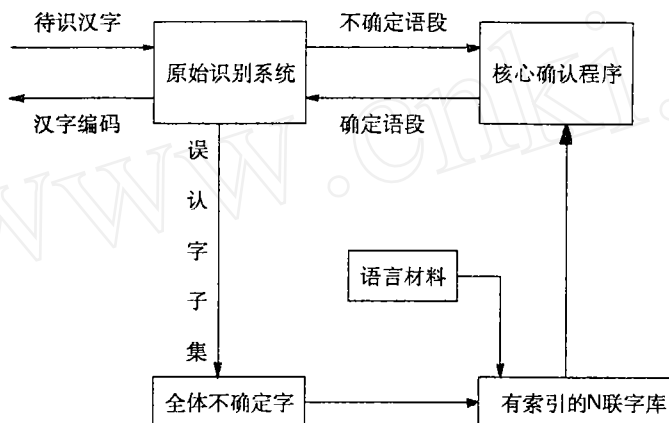 待识汉字
不确定语段
原始识别系统
核心确认程序
汉字编码
确定语段
误认字子集
语言材料
全体不确定字
有索引的N联字库
www.cnki.